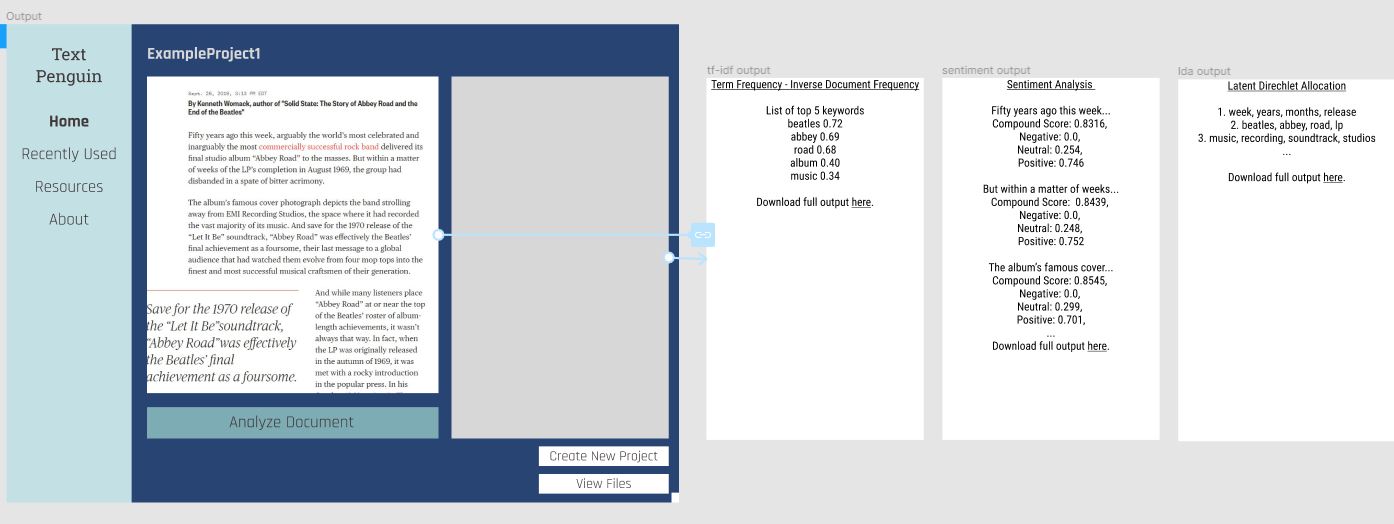 Output
Text
Penguin
Home
Recently Used
Resources
About
ExampleProject1
Sept. 26, 2019, 3:13 PM EDT
By Kenneth Womack, author of "Solid State: The Story of Abbey Road and the
End of the Beatles"
Fifty years ago this week, arguably the world's most celebrated and
inarguably the most commercially successful rock band delivered its
final studio album "Abbey Road" to the masses. But within a matter
of weeks of the LP's completion in August 1969, the group had
disbanded in a spate of bitter acrimony.
The album's famous cover photograph depicts the band strolling
away from EMI Recording Studios, the space where it had recorded
the vast majority of its music. And save for the 1970 release of the
"Let It Be" soundtrack, "Abbey Road" was effectively the Beatles'
final achievement as a foursome, their last message to a global
audience that had watched them evolve from four mop tops into the
finest and most successful musical craftsmen of their generation.
Save for the 1970 release of
the "Let It Be"soundtrack,
"Abbey Road"was effectively
the Beatles' final
achievement as a foursome.
And while many listeners place
"Abbey Road" at or near the top
of the Beatles' roster of album-
length achievements, it wasn't
always that way. In fact, when
the LP was originally released
in the autumn of 1969, it was
met with a rocky introduction
in the popular press. In his
Analyze Document
Create New Project
View Files
tf-idf output
Term Frequency - Inverse Document Frequency
List of top 5 keywords
beatles 0.72
abbey 0.69
road 0.68
album 0.40
music 0.34
Download full output here.
sentiment output
Sentiment Analysis
Fifty years ago this week...
Compound Score: 0.8316,
Negative: 0.0,
Neutral: 0.254,
Positive: 0.746
But within a matter of weeks...
Compound Score: 0.8439,
Negative: 0.0,
Neutral: 0.248,
Positive: 0.752
The album's famous cover...
Compound Score: 0.8545,
Negative: 0.0,
Neutral: 0.299,
Positive: 0.701,
...
Download full output here.
lda output
Latent Direchlet Allocation
1. week, years, months, release
2. beatles, abbey, road, lp
3. music, recording, soundtrack, studios
...
Download full output here.